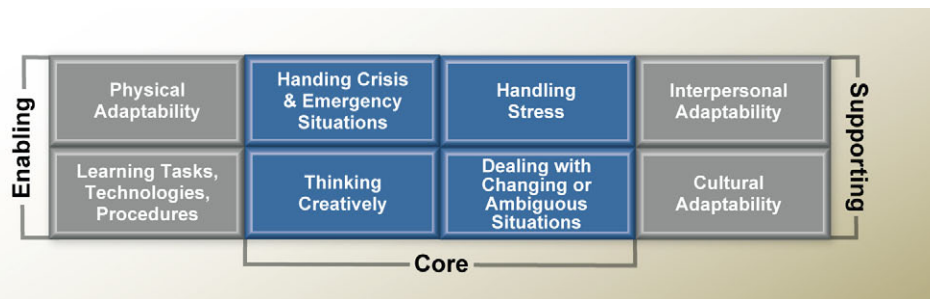 Enabling
Physical
Adaptability
Handing Crisis
& Emergency
Situations
Handling
Stress
Interpersonal
Adaptability
Learning Tasks,
Technologies,
Procedures
Thinking
Creatively
Dealing with
Changing or
Ambiguous
Situations
Cultural
Adaptability
Supporting
Core